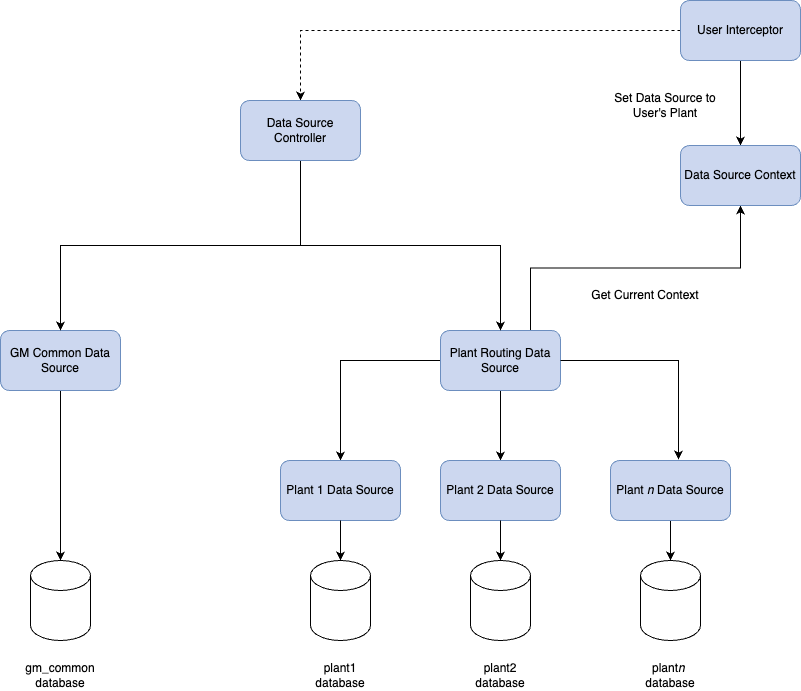 User Interceptor
Set Data Source to
User's Plant
Data Source
Controller
Data Source Context
Get Current Context
GM Common Data
Source
Plant Routing Data
Source
Plant 1 Data Source
Plant 2 Data Source
Plant n Data Source
gm_common
database
plant1
database
plant2
database
plantn
database